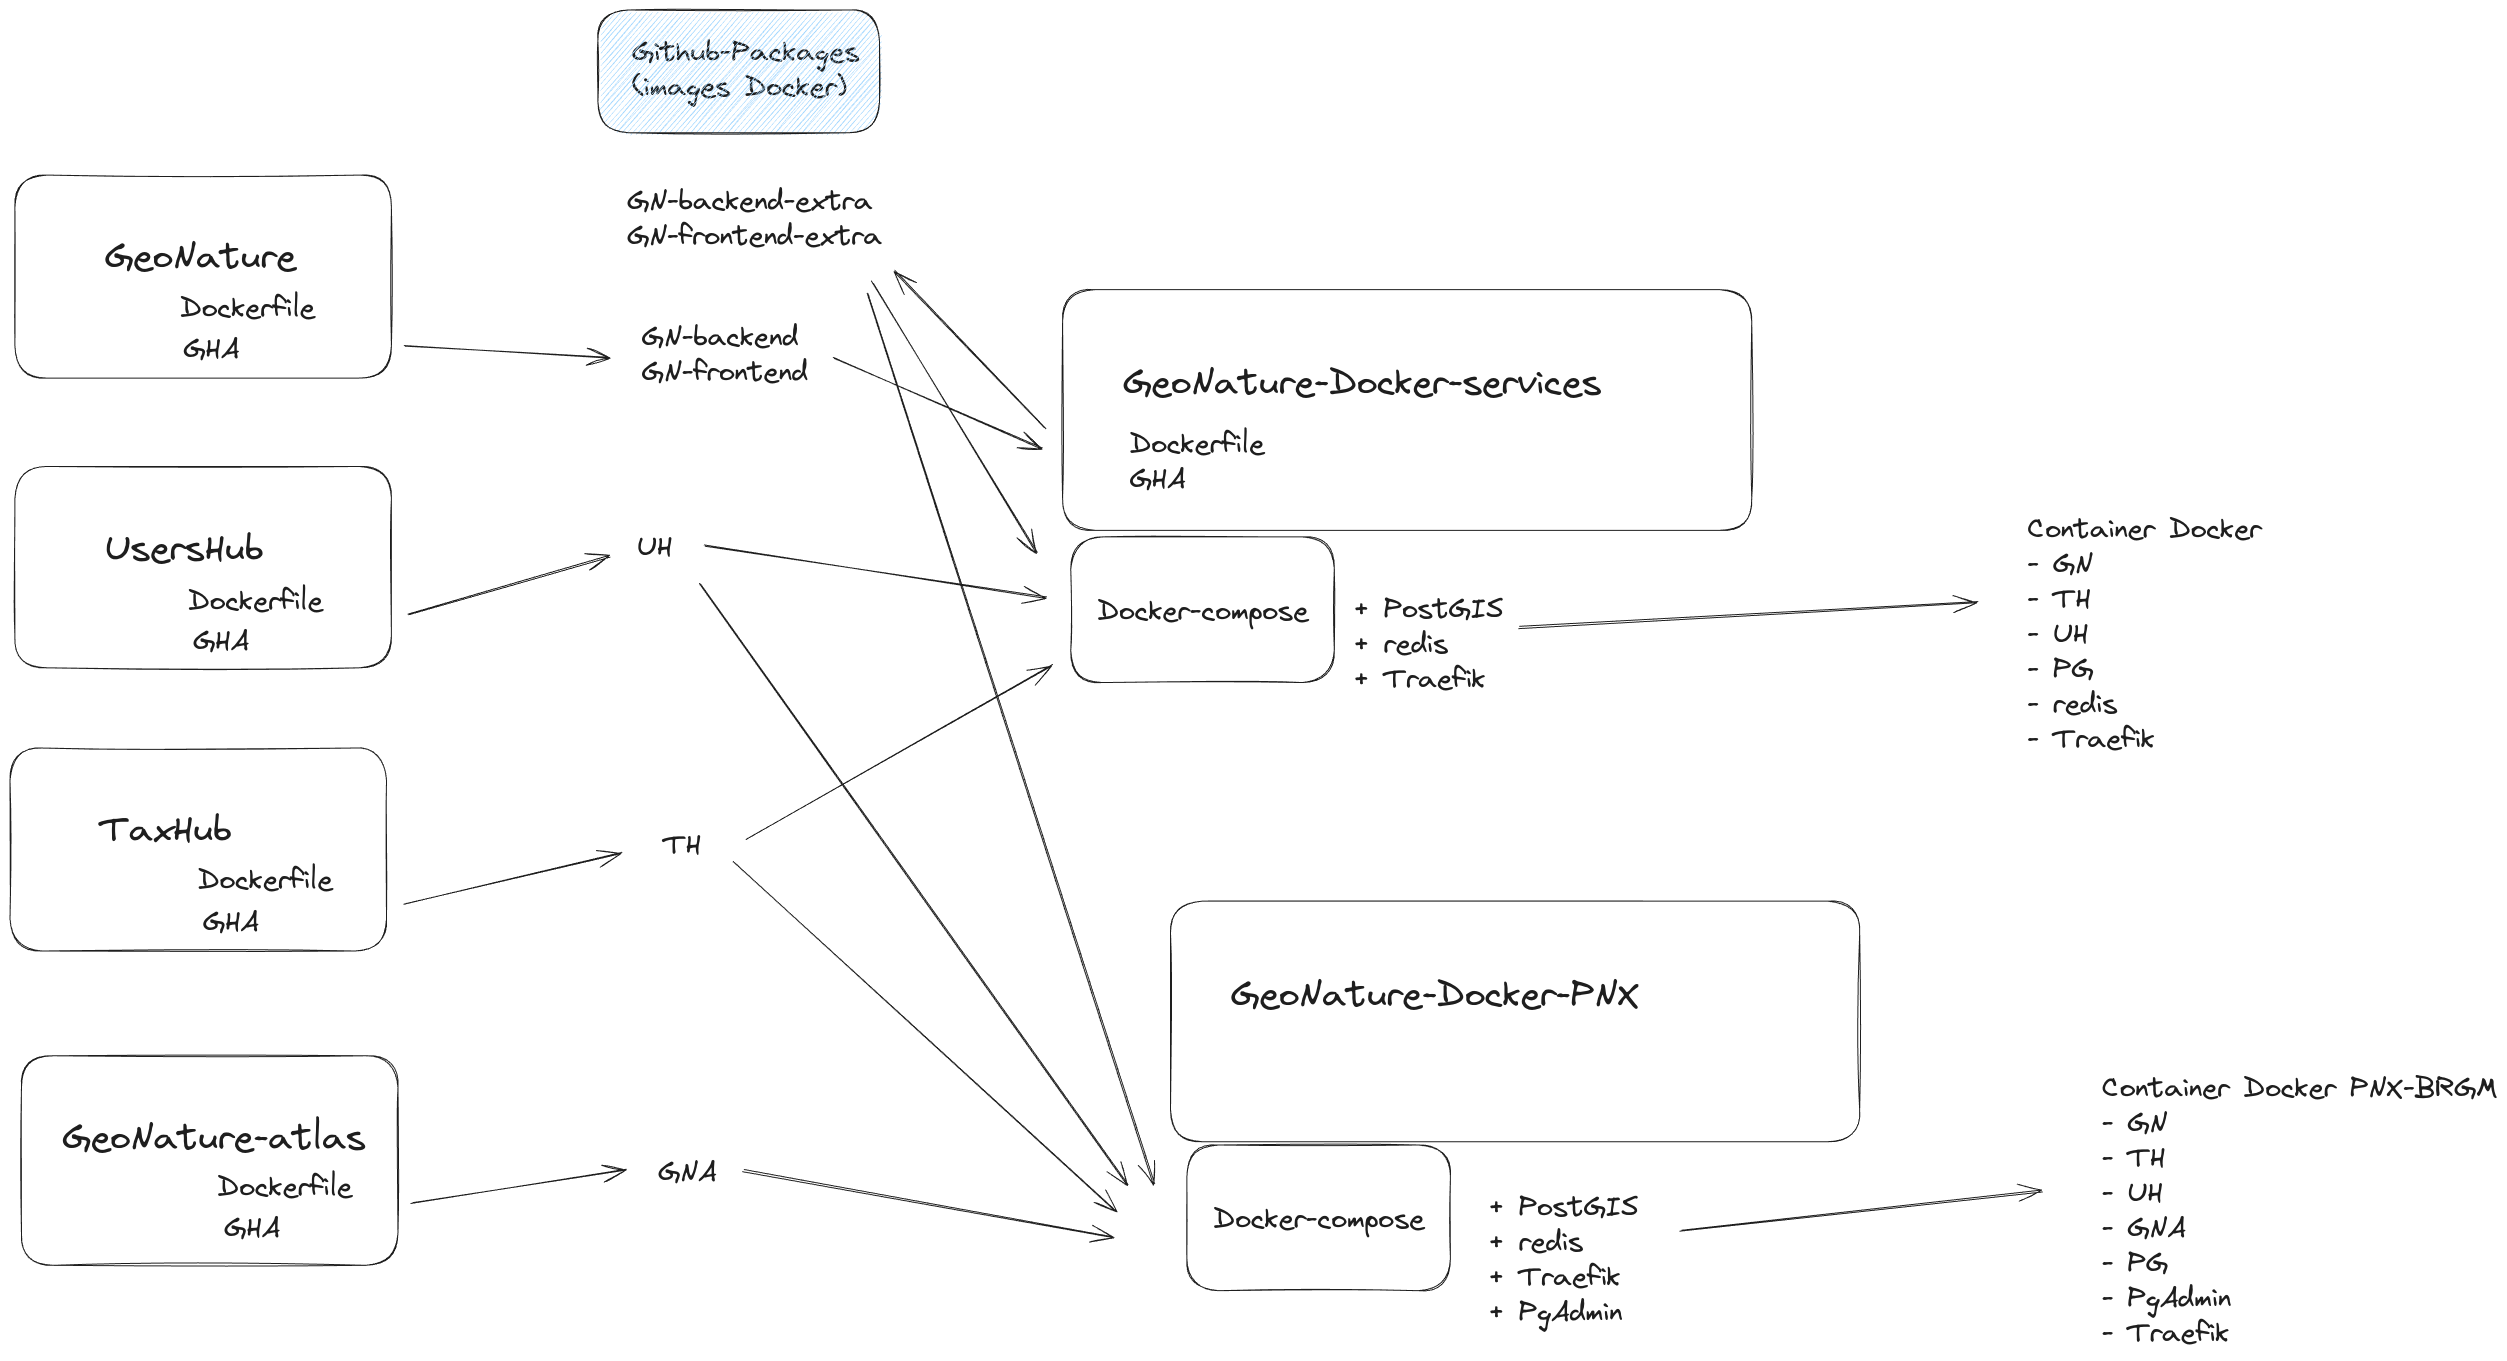 Github-Packages
(images Docker)
GeoNature
Dockerfile
GHA
GN-backend-extra
GN-frontend-extra
GN-backend
GN-frontend
GeoNature-Docker-services
Dockerfile
GHA
UsersHub
Dockerfile
GHA
UH
Docker-compose
+ PostGIS
+ redis
+ Traefik
Container Docker
- GN
- TH
- UH
- PG
- redis
- Traefik
TaxHub
Dockerfile
GHA
TH
GeoNature-Docker-PNX
GeoNature-atlas
Dockerfile
GHA
GNA
Docker-compose
+ PostGIS
+ redis
+ Traefik
+ PgAdmin
Container Docker PNX-BRGM
- GN
- TH
- UH
- GNA
- PG
- PgAdmin
- Traefik